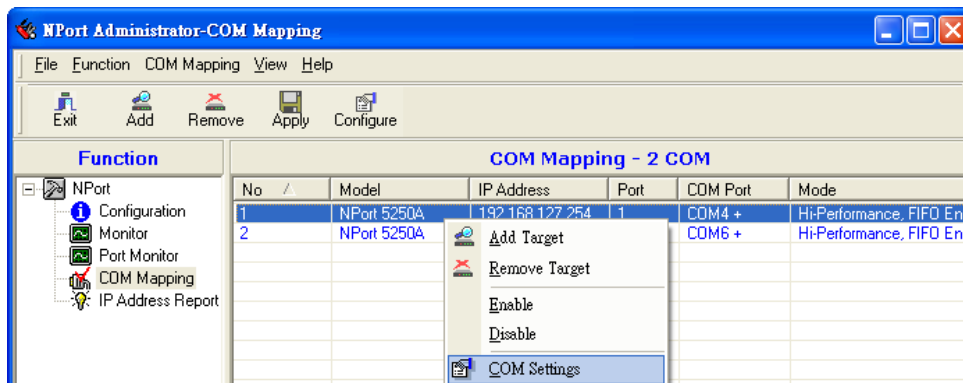 NPort Administrator-COM Mapping
File Function COM Mapping View Help
Exit Add Remove Apply Configure
Function
COM Mapping - 2 COM
NPort
Configuration
Monitor
Port Monitor
COM Mapping
IP Address Report
No Model IP Address Port COM Port Mode
1 NPort 5250A 192.168.127.254 1 COM4 + Hi-Performance, FIFO En
2 NPort 5250A COM6 + Hi-Performance, FIFO En
Add Target
Remove Target
Enable
Disable
COM Settings